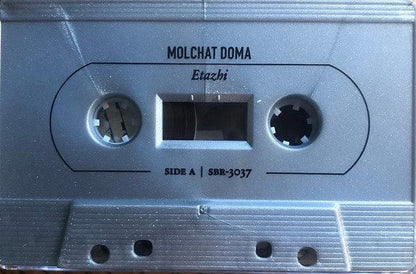 MOLCHAT DOMA
Etazhi
SIDE A | SBR-3037